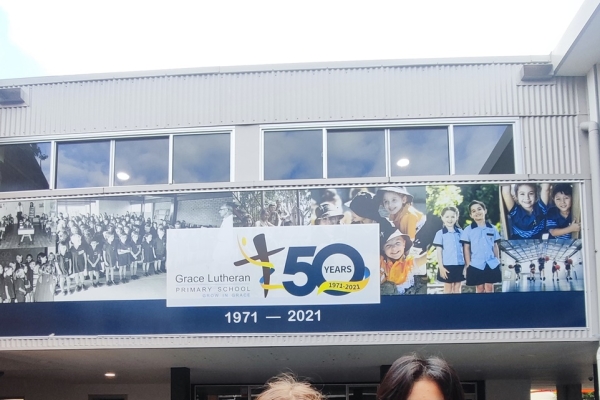 Grace Lutheran
PRIMARY SCHOOL
GROW IN GRACE
50
YEARS
1971-2021
1971 — 2021